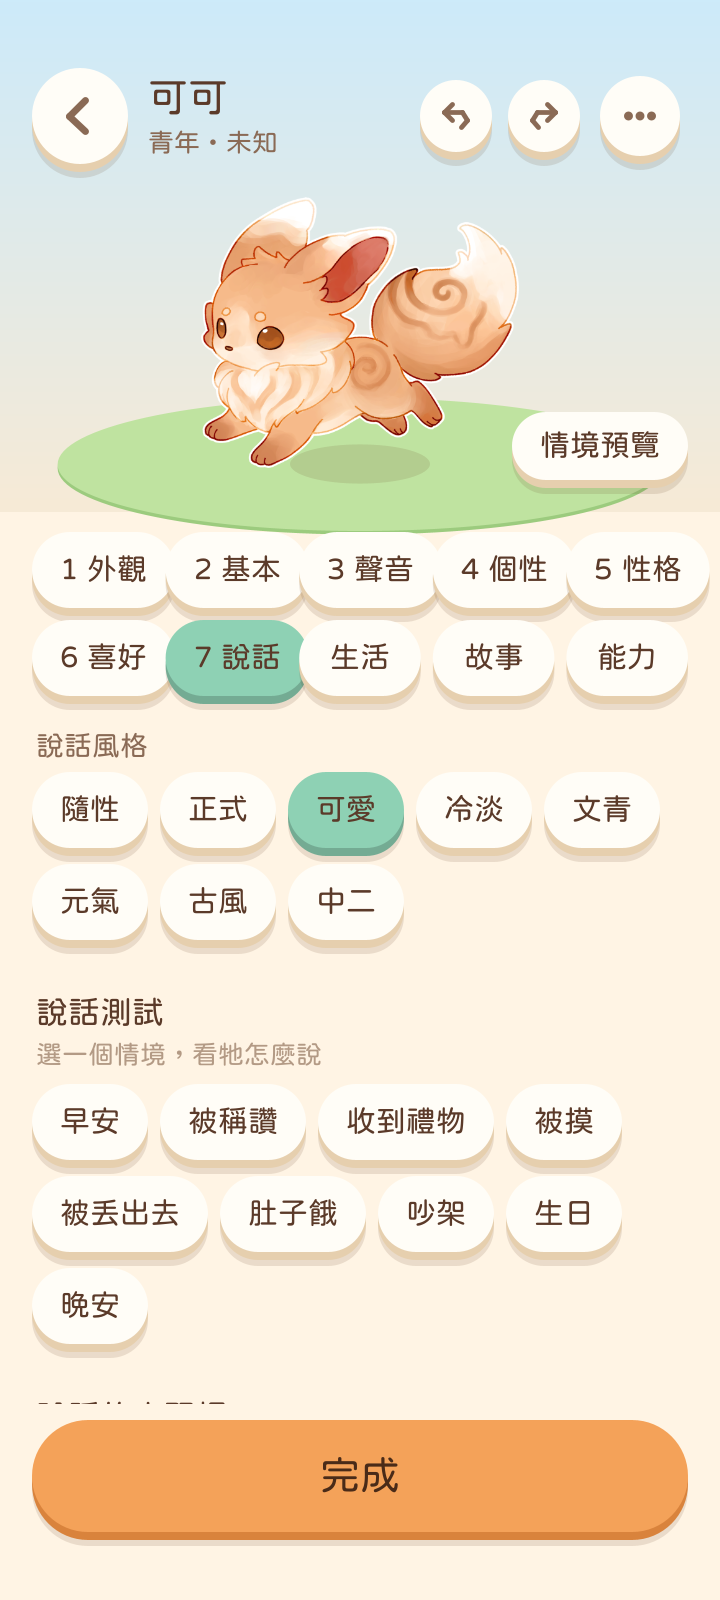 可可
青年・未知
情境預覽
1 外觀 2 基本 3 聲音 4 個性 5 性格
6 喜好 7 說話 生活 故事 能力
說話風格
隨性 正式 可愛 冷淡 文青
元氣 古風 中二
說話測試
選一個情境，看牠怎麼說
早安 被稱讚 收到禮物 被摸
被丟出去 肚子餓 吵架 生日
晚安
完成